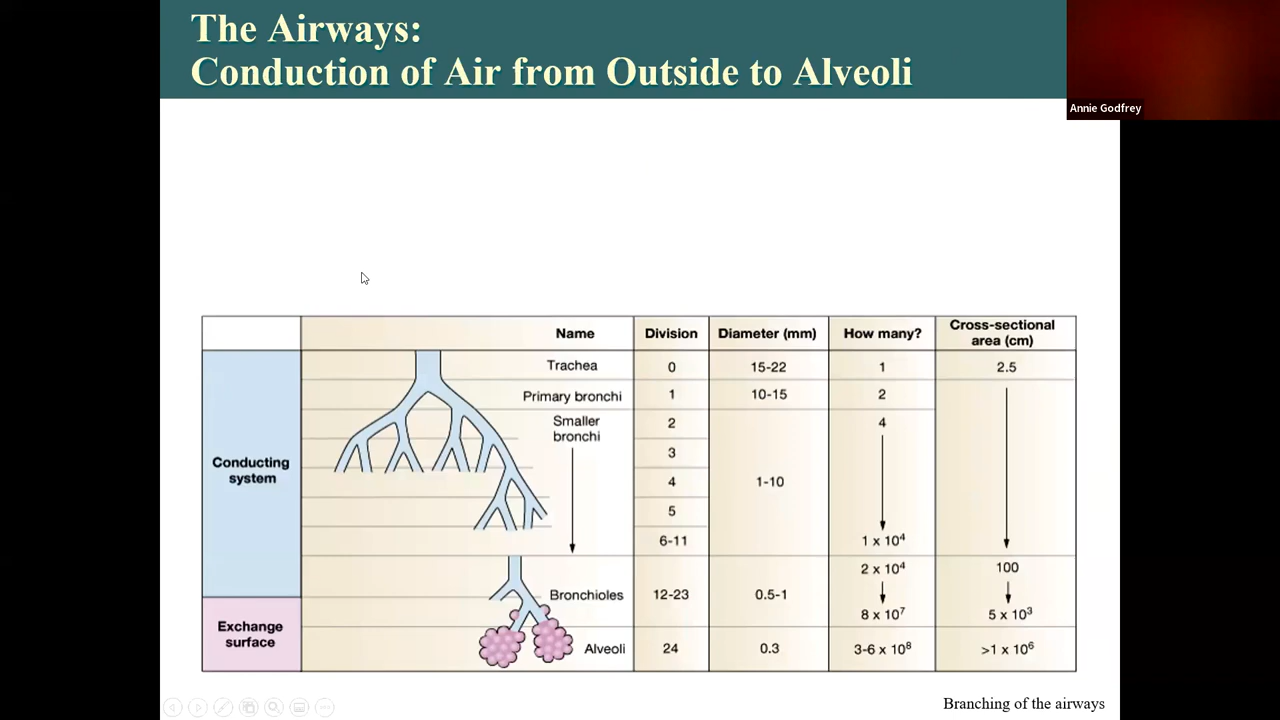 The Airways:
Conduction of Air from Outside to Alveoli
Annie Godfrey
Name Division Diameter (mm) How many? Cross-sectional area (cm)
Conducting system
Trachea 0 15-22 1 2.5
Primary bronchi 1 10-15 2
Smaller bronchi 2 4
3
4 1-10
5
6-11 1 x 10⁴
2 x 10⁴ 100
Bronchioles 12-23 0.5-1
8 x 10⁷ 5 x 10³
Exchange surface
Alveoli 24 0.3 3-6 x 10⁸ >1 x 10⁶
Branching of the airways